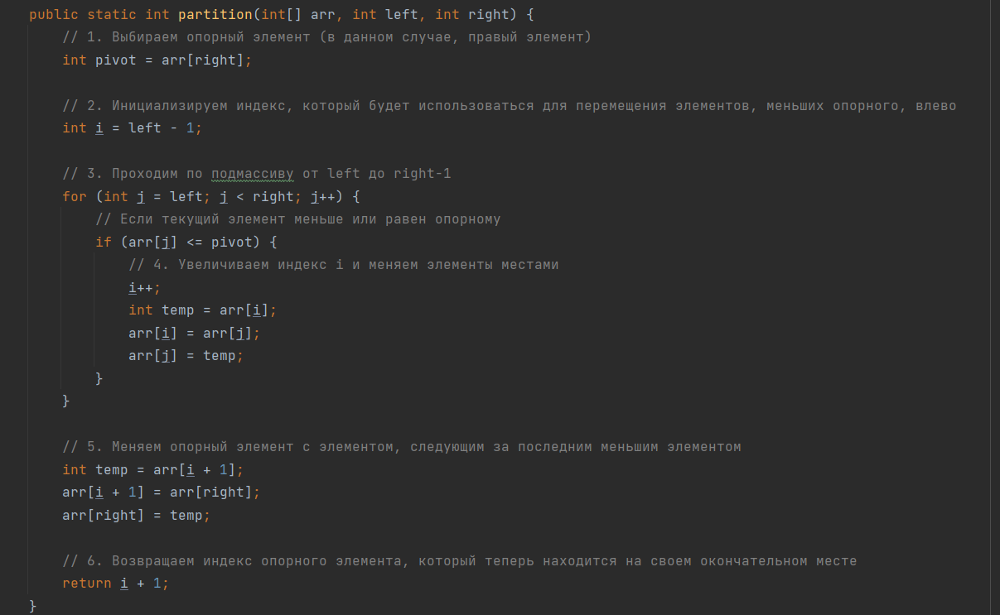 public static int partition(int[] arr, int left, int right) {
// 1. Выбираем опорный элемент (в данном случае, правый элемент)
int pivot = arr[right];
// 2. Инициализируем индекс, который будет использоваться для перемещения элементов, меньших опорного, влево
int i = left - 1;
// 3. Проходим по подмассиву от left до right-1
for (int j = left; j < right; j++) {
// Если текущий элемент меньше или равен опорному
if (arr[j] <= pivot) {
// 4. Увеличиваем индекс i и меняем элементы местами
i++;
int temp = arr[i];
arr[i] = arr[j];
arr[j] = temp;
}
}
// 5. Меняем опорный элемент с элементом, следующим за последним меньшим элементом
int temp = arr[i + 1];
arr[i + 1] = arr[right];
arr[right] = temp;
// 6. Возвращаем индекс опорного элемента, который теперь находится на своем окончательном месте
return i + 1;
}